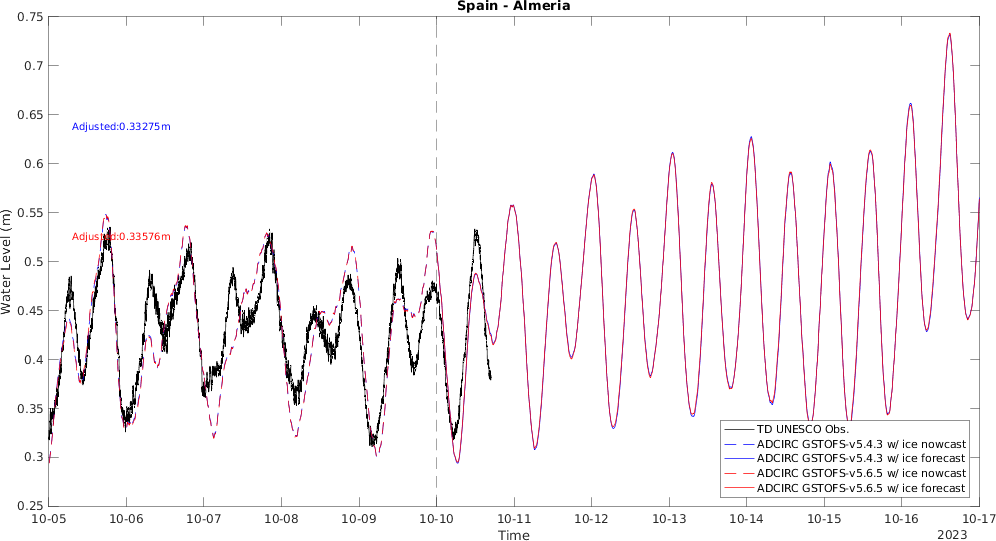 Spain - Almeria
0.75
0.7
0.65
0.6
0.55
0.5
0.45
0.4
0.35
0.3
0.25
Water Level (m)
Adjusted:0.33275m
Adjusted:0.33576m
TD UNESCO Obs.
ADCIRC GSTOFS-v5.4.3 w/ ice nowcast
ADCIRC GSTOFS-v5.4.3 w/ ice forecast
ADCIRC GSTOFS-v5.6.5 w/ ice nowcast
ADCIRC GSTOFS-v5.6.5 w/ ice forecast
10-05 10-06 10-07 10-08 10-09 10-10 10-11 10-12 10-13 10-14 10-15 10-16 10-17
Time
2023